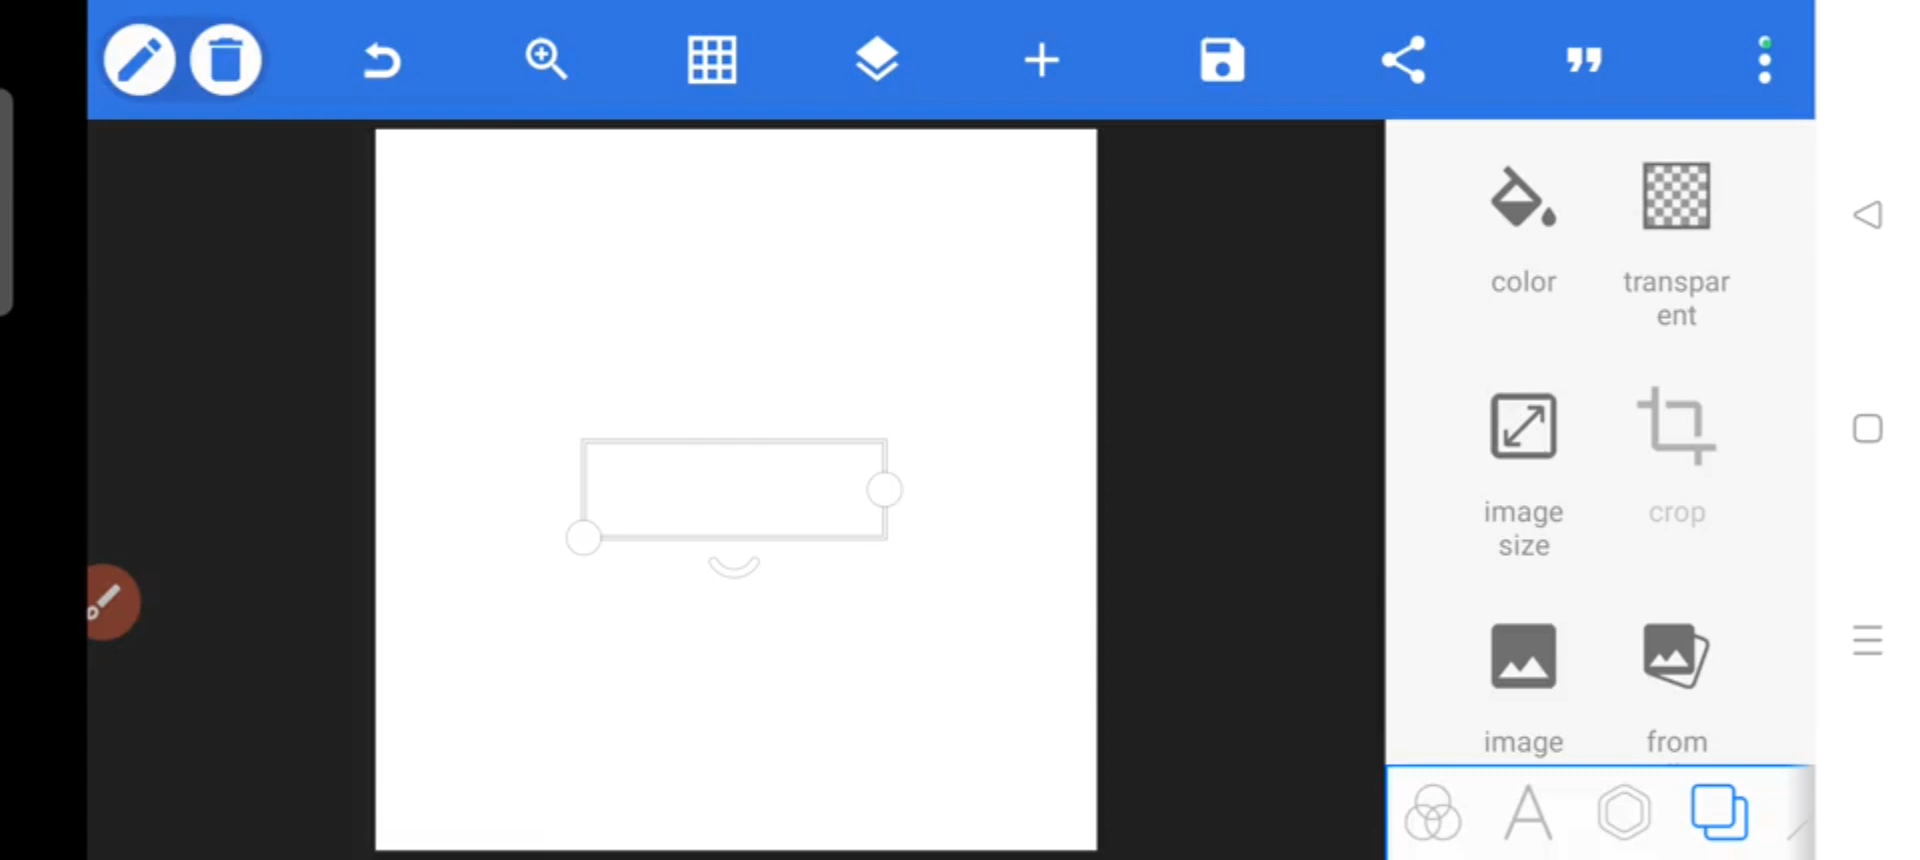 color
transpar
ent
image
size
crop
image
from